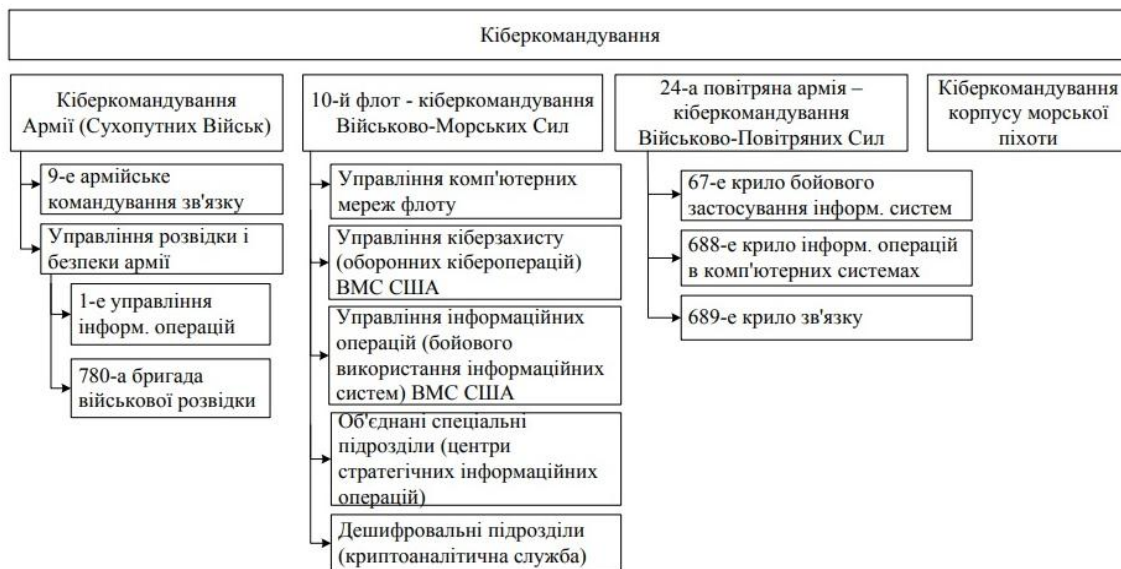 Кіберкомандування
Кіберкомандування
Армії (Сухопутних Військ)
9-е армійське
командування зв'язку
Управління розвідки і
безпеки армії
1-е управління
інформ. операцій
780-а бригада
військової розвідки
10-й флот - кіберкомандування
Військово-Морських Сил
Управління комп'ютерних
мереж флоту
Управління кіберзахисту
(оборонних кібероперацій)
ВМС США
Управління інформаційних
операцій (бойового
використання інформаційних
систем) ВМС США
Об'єднані спеціальні
підрозділи (центри
стратегічних інформаційних
операцій)
Дешифровальні підрозділи
(криптоаналітична служба)
24-а повітряна армія –
кіберкомандування
Військово-Повітряних Сил
67-е крило бойового
застосування інформ. систем
688-е крило інформ. операцій
в комп'ютерних системах
689-е крило зв'язку
Кіберкомандування
корпусу морської
піхоти